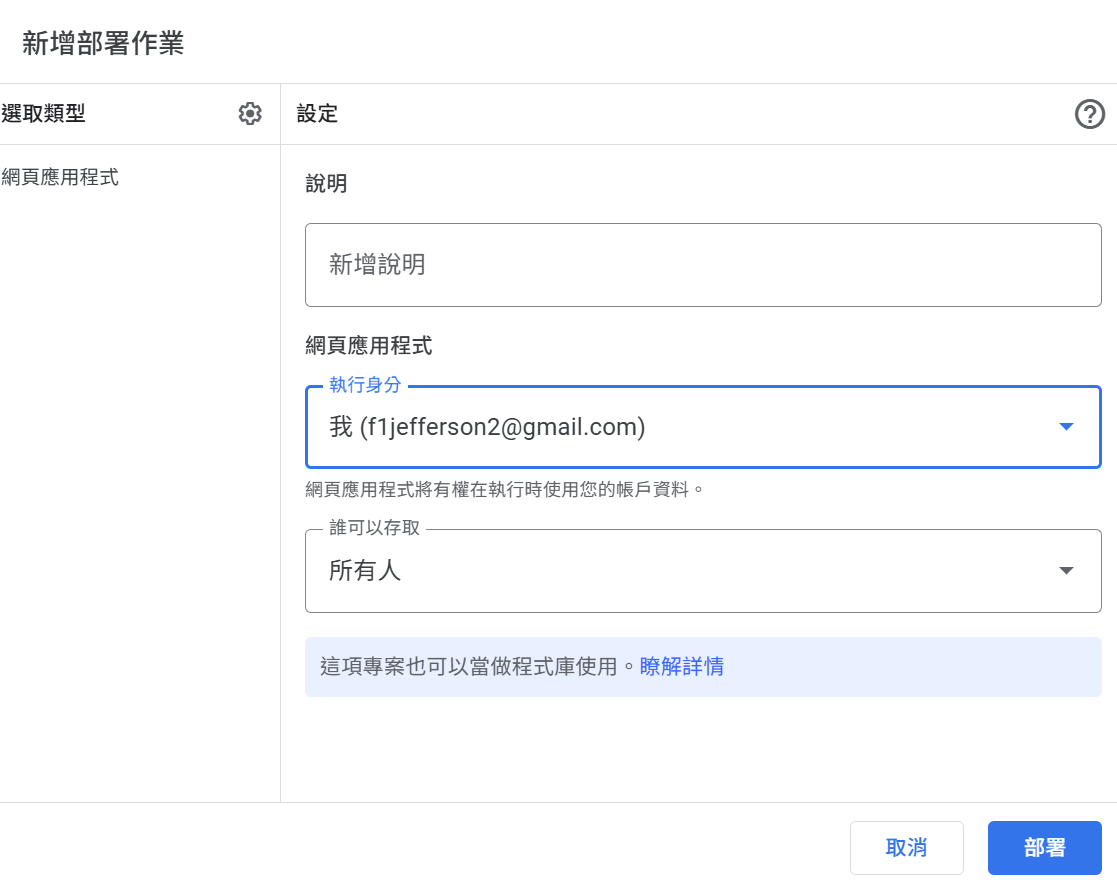 新增部署作業
選取類型
設定
網頁應用程式
說明
新增說明
網頁應用程式
執行身分
我 (f1jefferson2@gmail.com)
網頁應用程式將有權在執行時使用您的帳戶資料。
誰可以存取
所有人
這項專案也可以當做程式庫使用。瞭解詳情
取消
部署